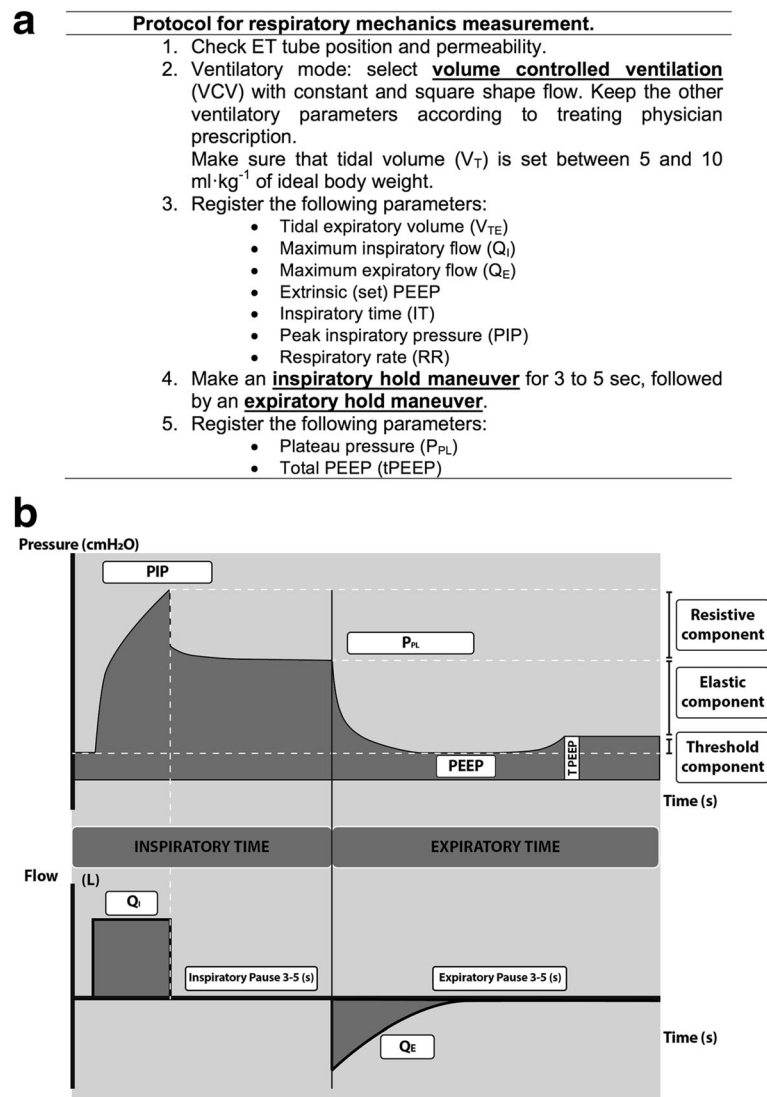 a
Protocol for respiratory mechanics measurement.
1. Check ET tube position and permeability.
2. Ventilatory mode: select volume controlled ventilation
(VCV) with constant and square shape flow. Keep the other
ventilatory parameters according to treating physician
prescription.
Make sure that tidal volume (VT) is set between 5 and 10
ml·kg-1 of ideal body weight.
3. Register the following parameters:
• Tidal expiratory volume (VTE)
• Maximum inspiratory flow (QI)
• Maximum expiratory flow (QE)
• Extrinsic (set) PEEP
• Inspiratory time (IT)
• Peak inspiratory pressure (PIP)
• Respiratory rate (RR)
4. Make an inspiratory hold maneuver for 3 to 5 sec, followed
by an expiratory hold maneuver.
5. Register the following parameters:
• Plateau pressure (PPL)
• Total PEEP (tPEEP)
b
Pressure (cmH2O)
PIP
PPL
Resistive
component
Elastic
component
Threshold
component
PEEP
T PEEP
Time (s)
INSPIRATORY TIME
EXPIRATORY TIME
Flow
(L)
QI
Inspiratory Pause 3-5 (s)
Expiratory Pause 3-5 (s)
Time (s)
QE